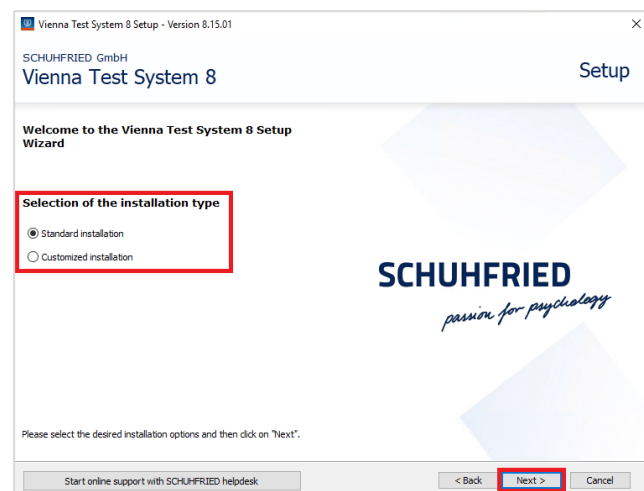 Vienna Test System 8 Setup - Version 8.15.01
SCHUHFRIED GmbH
Vienna Test System 8
Setup
Welcome to the Vienna Test System 8 Setup
Wizard
Selection of the installation type
Standard installation
Customized installation
SCHUHFRIED
passion for psychology
Please select the desired installation options and then click on "Next".
Start online support with SCHUHFRIED helpdesk
< Back
Next >
Cancel